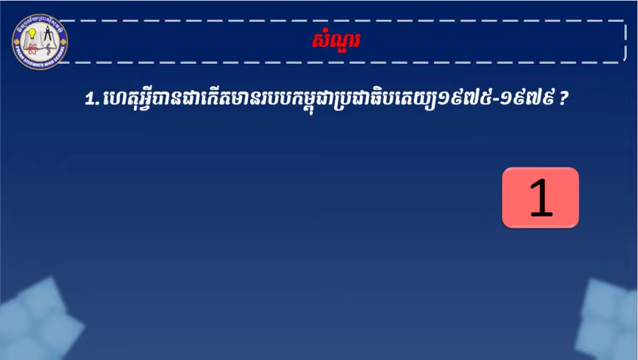 សំណួរ
1. ហេតុអ្វីបានជាកើតមានរបបកម្ពុជាប្រជាធិបតេយ្យ១៩៧៥-១៩៧៩ ?
1